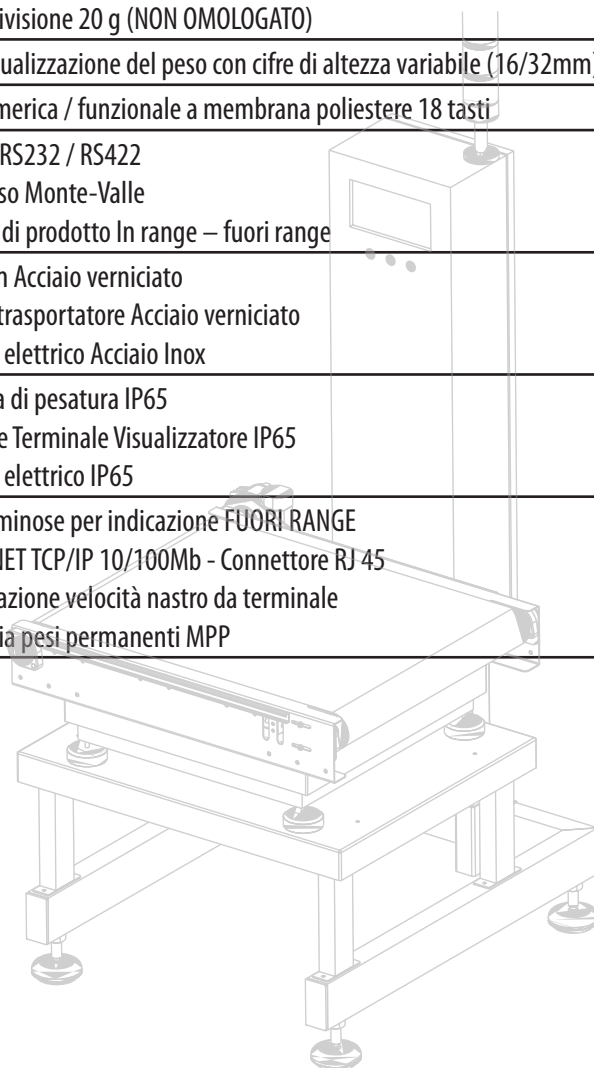 ivisione 20 g (NON OMOLOGATO)
ualizzazione del peso con cifre di altezza variabile (16/32mm)
merica / funzionale a membrana poliestere 18 tasti
RS232 / RS422
so Monte-Valle
di prodotto In range – fuori range
n Acciaio verniciato
trasportatore Acciaio verniciato
elettrico Acciaio Inox
a di pesatura IP65
e Terminale Visualizzatore IP65
elettrico IP65
minose per indicazione FUORI RANGE
NET TCP/IP 10/100Mb - Connettore RJ 45
azione velocità nastro da terminale
ia pesi permanenti MPP